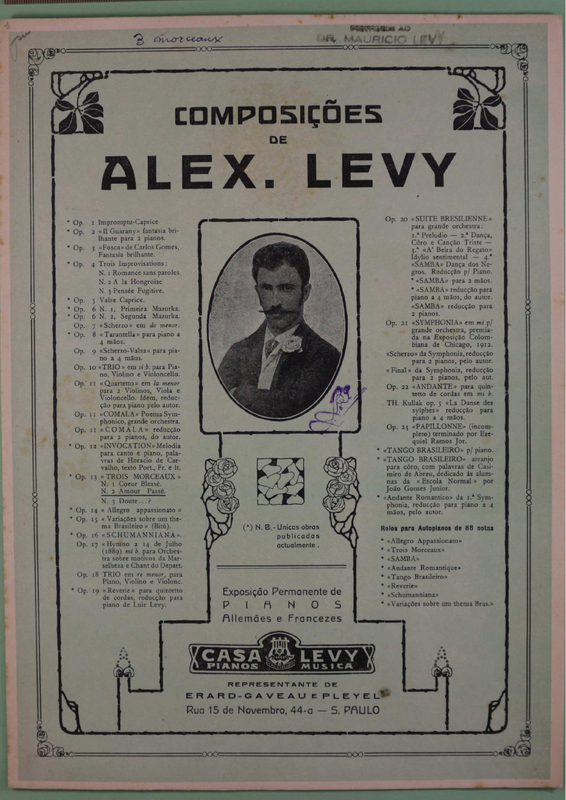 3 Morceaux
AO
DR. MAURICIO LEVY
COMPOSIÇÕES
DE
ALEX. LEVY
* Op. 1 Impromptu-Caprice
* Op. 2 «Il Guarany» fantasia bri-
lhante para 2 pianos.
* Op. 3 «Fosca» de Carlos Gomes,
Fantasia brilhante.
* Op. 4 Trois Improvisations:
N. 1 Romance sans paroles
N. 2 A la Hongroise
N. 3 Pensée Fugitive.
* Op. 5 Valse Caprice.
* Op. 6 N. 1, Primeira Mazurka.
* Op. 6 N. 2, Segunda Mazurka.
Op. 7 «Scherzo» em do menor.
* Op. 8 «Tarantella» para piano a
4 mãos.
Op. 9 «Scherzo-Valsa» para pia-
no a 4 mãos.
Op. 10 «TRIO» em si b. para Pia-
no, Violino e Violoncello.
Op. 11 «Quartetto» em la menor
para 2 Violinos, Viola e
Violoncello. Idem, reduc-
ção para piano pelo autor.
Op. 11 «COMALA» Poema Sym-
phonico, grande orchestra.
Op. 11 «COMALA» reducção
para 2 pianos, do autor.
* Op. 12 «INVOCATION» Melodia
para canto e piano, pala-
vras de Horacio de Car-
valho, texto Port., Fr. e It.
* Op. 13 «TROIS MORCEAUX»
N. 1 Coeur Blessé.
N. 2 Amour Passé.
N. 3 Doute...?
* Op. 14 «Allegro appassionato»
* Op. 15 «Variações sobre um the-
ma Brasileiro» (Bitú).
* Op. 16 «SCHUMANNIANA».
* Op. 17 «Hymno a 14 de Julho
(1889) mi b. para Orches-
tra sobre motivos da Mar-
selheza e Chant du Depart.
Op. 18 TRIO em re menor, para
Piano, Violino e Violonc.
* Op. 19 «Reverie» para quintetto
de cordas, reducção para
piano de Luis Levy.
(*) N. B. - Unicas obras
publicadas
actualmente.
Op. 20 «SUITE BRESILIENNE»
para grande orchestra:
1.ª Preludio — 2.ª Dança,
Côro e Canção Triste —
3.ª «A' Beira do Regato»
Idylio sentimental — 4.ª
«SAMBA» Dança dos Ne-
gros. Reducção p/ Piano.
* «SAMBA» para 2 mãos.
* «SAMBA» reducção para
piano a 4 mãos, do autor.
«SAMBA» reducção para
2 pianos.
Op. 21 «SYMPHONIA» em mi p/
grande orchestra, premia-
da na Exposição Colom-
biana de Chicago, 1912.
«Scherzo» da Symphonia, reducção
para 2 pianos, pelo autor.
«Final» da Symphonia, reducção
para 2 pianos, pelo aut.
Op. 22 «ANDANTE» para quin-
tetto de cordas em mi b.
TH. Kullak op. 5 «La Danse des
sylphes» reducção para
piano a 4 mãos.
Op. 23 «PAPILLONNE» (incom-
pleto) terminado por Eze-
quiel Ramos Jor.
* «TANGO BRASILEIRO» p/ piano.
* «TANGO BRASILEIRO» arranjo
para côro, com palavras de Casimi-
ro de Abreu, dedicado ás alum-
nas da «Escola Normal» por
João Gomes Junior.
* «Andante Romantico» da 1.ª Sym-
phonia, reducção para piano a 4
mãos, pelo autor.
Rolos para Autopianos de 88 notas
* «Allegro Appassionato»
* «Trois Morceaux»
* «SAMBA»
* «Andante Romantique»
* «Tango Brasileiro»
* «Reverie»
* «Schumanniana»
* «Variações sobre um thema Bras.»
Exposição Permanente de
PIANOS
Allemães e Francezes
CASA LEVY
PIANOS MUSICA
REPRESENTANTE DE
ERARD-GAVEAU E PLEYEL
Rua 15 de Novembro, 44-a — S. PAULO